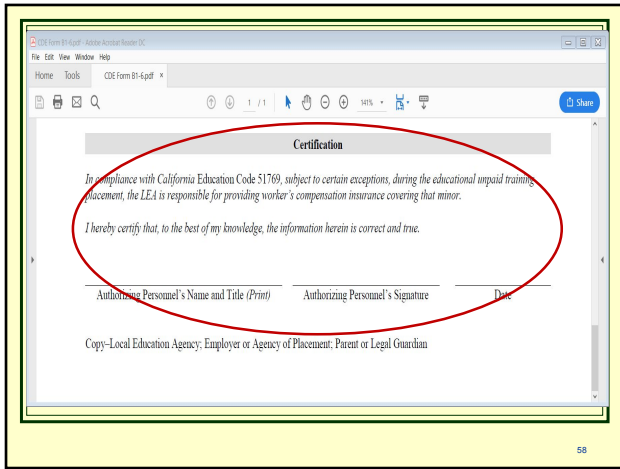 CDE Form B1-6.pdf - Adobe Acrobat Reader DC
File Edit View Window Help
Home Tools CDE Form B1-6.pdf ×
1 / 1 141% Share
Certification
In compliance with California Education Code 51769, subject to certain exceptions, during the educational unpaid training
placement, the LEA is responsible for providing worker's compensation insurance covering that minor.
I hereby certify that, to the best of my knowledge, the information herein is correct and true.
Authorizing Personnel's Name and Title (Print) Authorizing Personnel's Signature Date
Copy–Local Education Agency; Employer or Agency of Placement; Parent or Legal Guardian
58